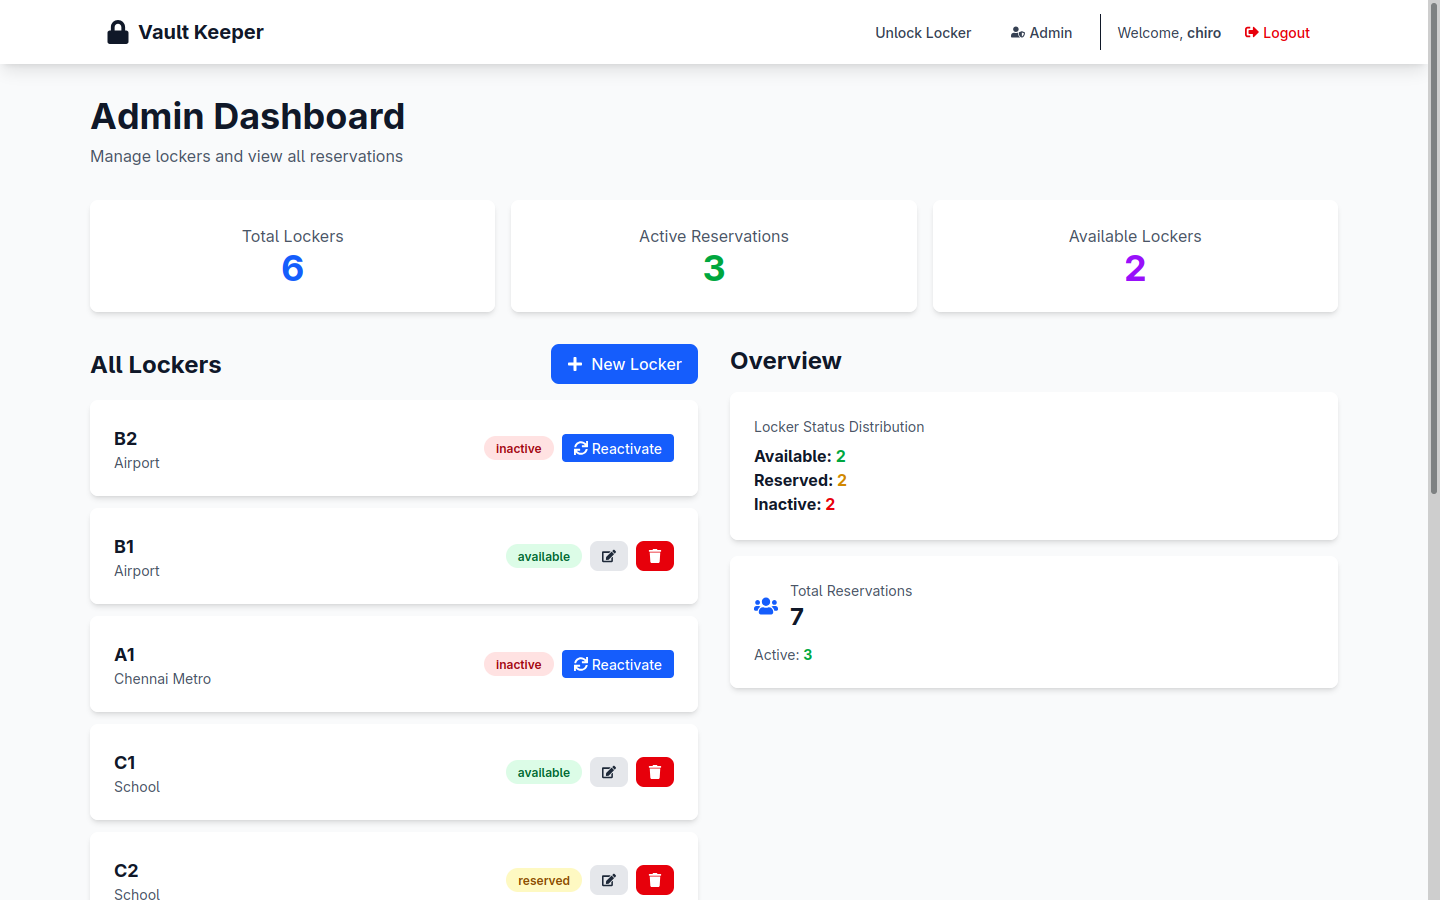 Vault Keeper
Unlock Locker
Admin
Welcome, chiro
Logout
Admin Dashboard
Manage lockers and view all reservations
Total Lockers
6
Active Reservations
3
Available Lockers
2
All Lockers
New Locker
B2
Airport
inactive
Reactivate
B1
Airport
available
A1
Chennai Metro
inactive
Reactivate
C1
School
available
C2
School
reserved
Overview
Locker Status Distribution
Available: 2
Reserved: 2
Inactive: 2
Total Reservations
7
Active: 3